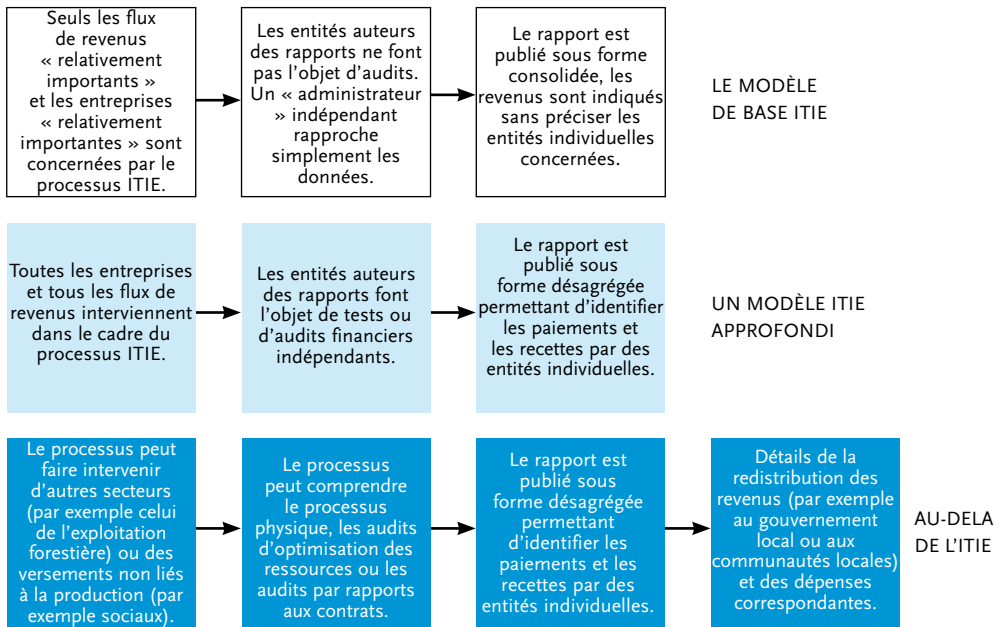 Seuls les flux
de revenus
« relativement
importants »
et les entreprises
« relativement
importantes » sont
concernées par le
processus ITIE.
Les entités auteurs
des rapports ne font
pas l’objet d’audits.
Un « administrateur
» indépendant
rapproche
simplement les
données.
Le rapport est
publié sous forme
consolidée, les
revenus sont indiqués
sans préciser les
entités individuelles
concernées.
LE MODÈLE
DE BASE ITIE
Toutes les entreprises
et tous les flux de
revenus interviennent
dans le cadre du
processus ITIE.
Les entités auteurs
des rapports font
l’objet de tests ou
d’audits financiers
indépendants.
Le rapport est
publié sous
forme désagrégée
permettant d’identifier
les paiements et
les recettes par des
entités individuelles.
UN MODÈLE ITIE
APPROFONDI
Le processus peut
faire intervenir
d’autres secteurs
(par exemple celui
de l’exploitation
forestière) ou des
versements non liés
à la production (par
exemple sociaux).
Le processus
peut comprendre
le processus
physique, les audits
d’optimisation des
ressources ou les
audits par rapports
aux contrats.
Le rapport est
publié sous
forme désagrégée
permettant
d’identifier les
paiements et les
recettes par des
entités individuelles.
Détails de la
redistribution des
revenus (par exemple
au gouvernement
local ou aux
communautés locales)
et des dépenses
correspondantes.
AU-DELA
DE L’ITIE